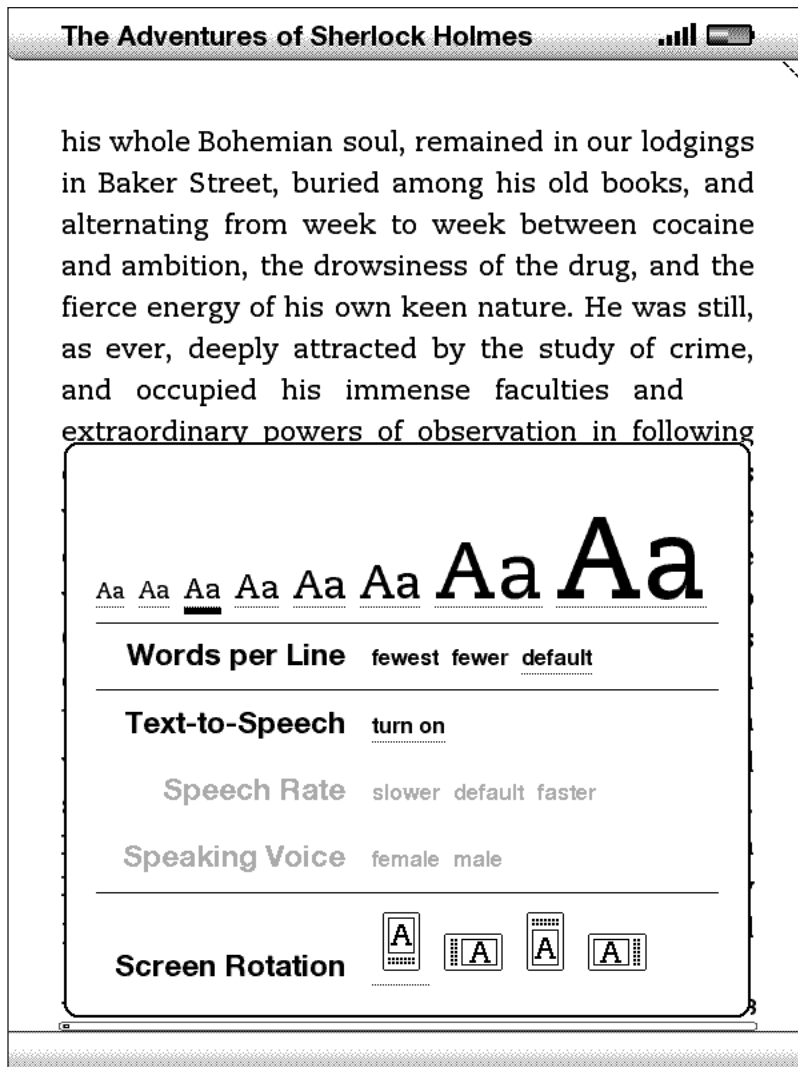 The Adventures of Sherlock Holmes
his whole Bohemian soul, remained in our lodgings
in Baker Street, buried among his old books, and
alternating from week to week between cocaine
and ambition, the drowsiness of the drug, and the
fierce energy of his own keen nature. He was still,
as ever, deeply attracted by the study of crime,
and occupied his immense faculties and
extraordinary powers of observation in following
Aa Aa Aa Aa Aa Aa Aa Aa
Words per Line fewest fewer default
Text-to-Speech turn on
Speech Rate slower default faster
Speaking Voice female male
Screen Rotation A A A A